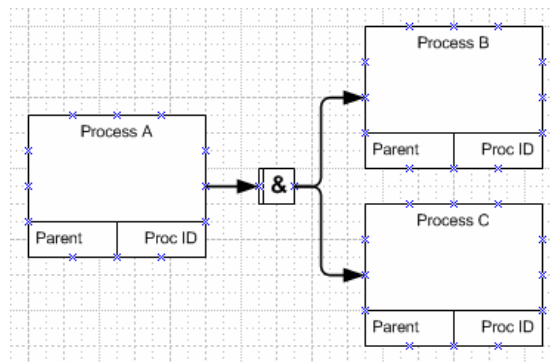 Process A
Parent Proc ID
&
Process B
Parent Proc ID
Process C
Parent Proc ID